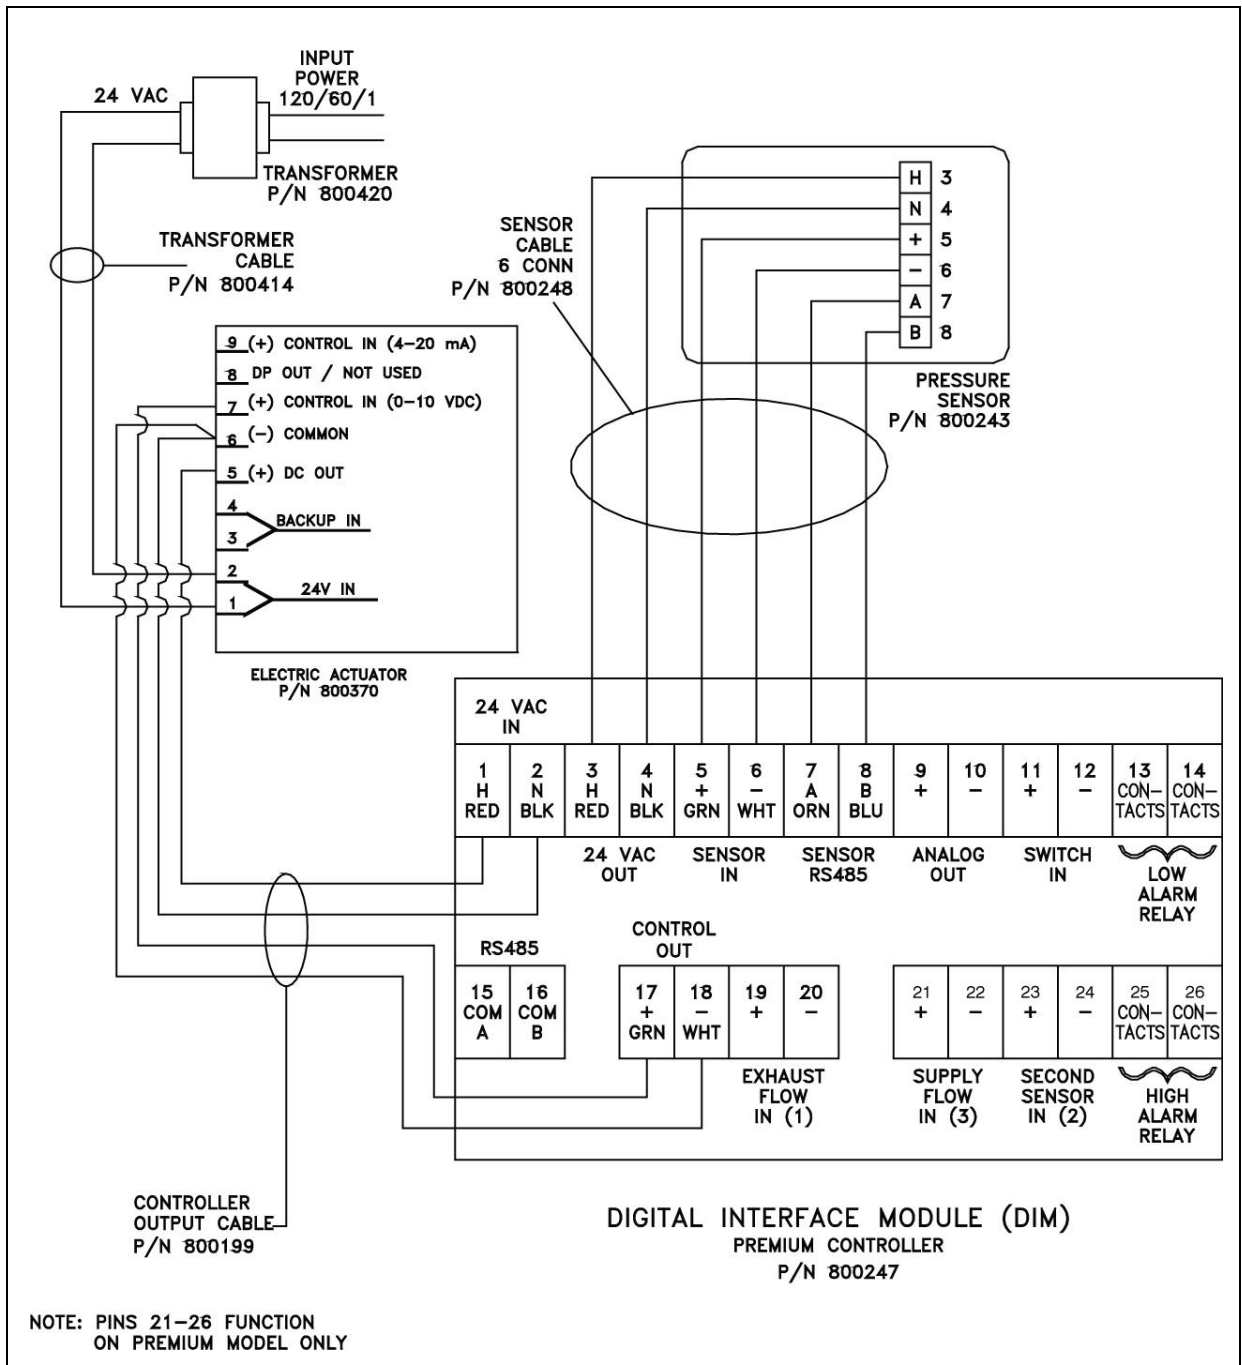 INPUT
POWER
120/60/1
24 VAC
TRANSFORMER
P/N 800420
TRANSFORMER
CABLE
P/N 800414
SENSOR
CABLE
6 CONN
P/N 800248
H 3
N 4
+ 5
- 6
A 7
B 8
PRESSURE
SENSOR
P/N 800243
9 (+) CONTROL IN (4-20 mA)
8 DP OUT / NOT USED
7 (+) CONTROL IN (0-10 VDC)
6 (-) COMMON
5 (+) DC OUT
4
BACKUP IN
3
2
24V IN
1
ELECTRIC ACTUATOR
P/N 800370
24 VAC
IN
1 2 3 4 5 6 7 8 9 10 11 12 13 14
H N H N + - A B + - + - CON- CON-
RED BLK RED BLK GRN WHT ORN BLU TACTS TACTS
24 VAC SENSOR SENSOR ANALOG SWITCH LOW
OUT IN RS485 OUT IN ALARM
RELAY
RS485
CONTROL
OUT
15 16 17 18 19 20 21 22 23 24 25 26
COM COM + - + - + - + - CON- CON-
A B GRN WHT TACTS TACTS
EXHAUST SUPPLY SECOND HIGH
FLOW FLOW SENSOR ALARM
IN (1) IN (3) IN (2) RELAY
CONTROLLER
OUTPUT CABLE
P/N 800199
DIGITAL INTERFACE MODULE (DIM)
PREMIUM CONTROLLER
P/N 800247
NOTE: PINS 21-26 FUNCTION
ON PREMIUM MODEL ONLY